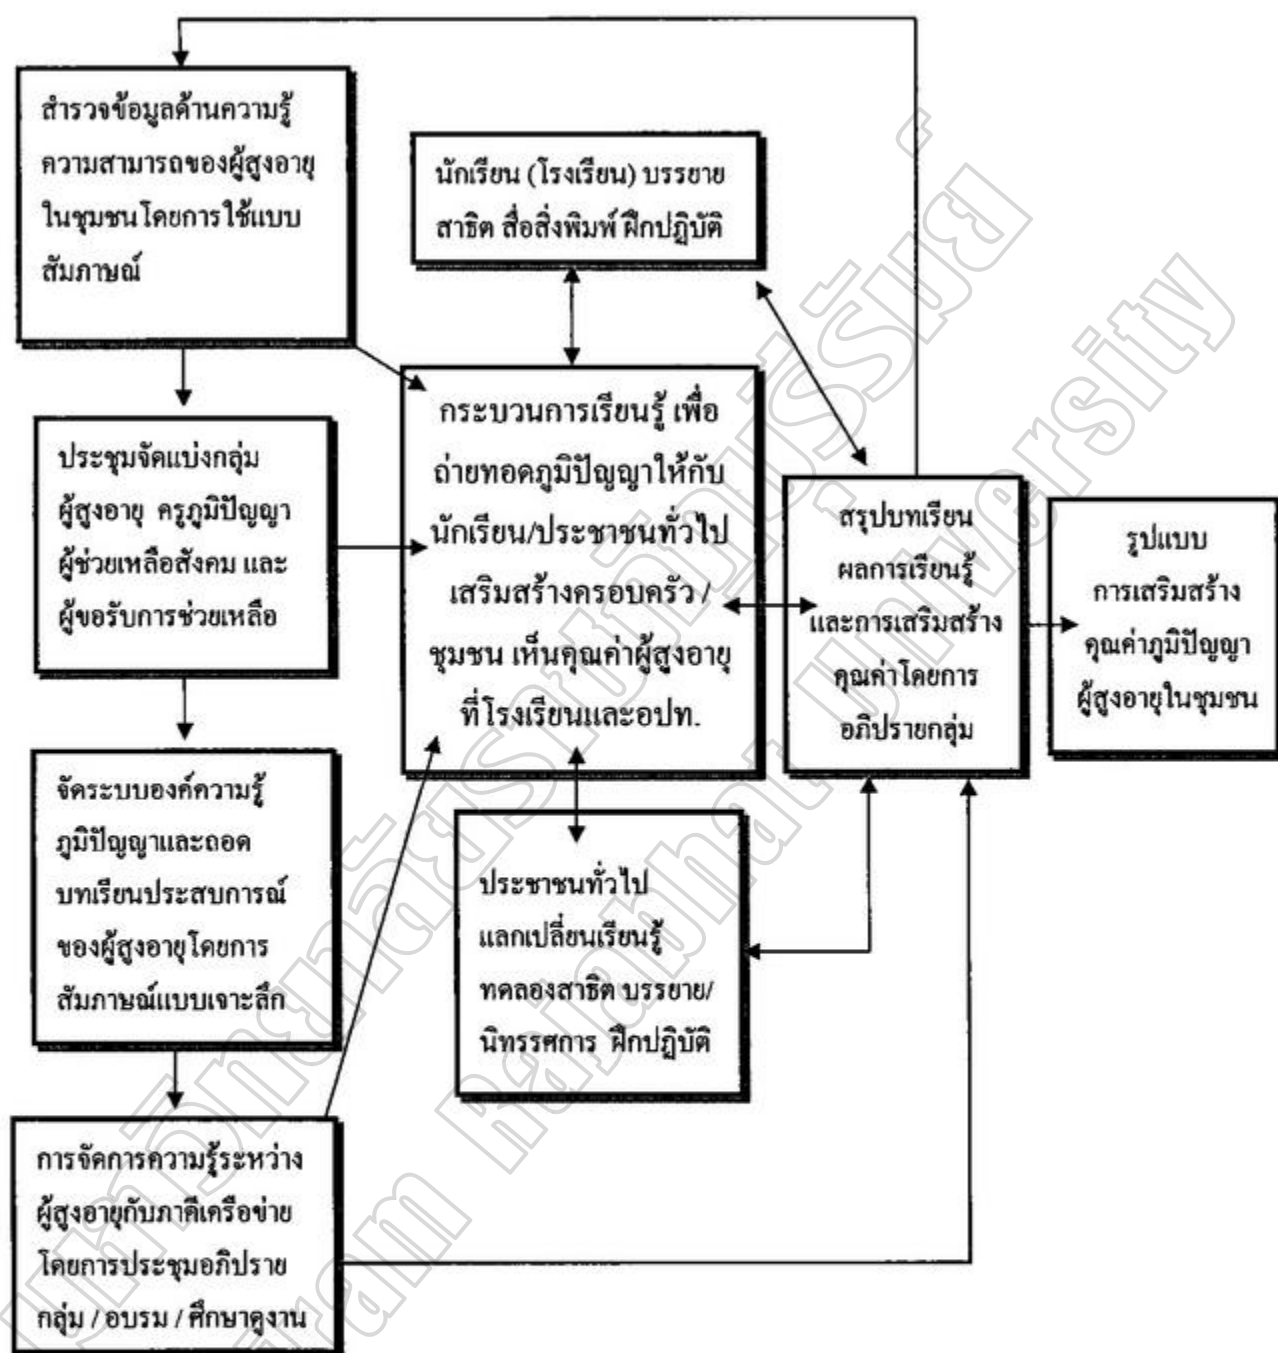 สำรวจข้อมูลด้านความรู้
ความสามารถของผู้สูงอายุ
ในชุมชนโดยการใช้แบบ
สัมภาษณ์
นักเรียน (โรงเรียน) บรรยาย
สาธิต สื่อสิ่งพิมพ์ ฝึกปฏิบัติ
ประชุมจัดแบ่งกลุ่ม
ผู้สูงอายุ ครูภูมิปัญญา
ผู้ช่วยเหลือสังคม และ
ผู้ขอรับการช่วยเหลือ
กระบวนการเรียนรู้ เพื่อ
ถ่ายทอดภูมิปัญญาให้กับ
นักเรียน/ประชาชนทั่วไป
เสริมสร้างครอบครัว /
ชุมชน เห็นคุณค่าผู้สูงอายุ
ที่โรงเรียนและอปท.
สรุปบทเรียน
ผลการเรียนรู้
และการเสริมสร้าง
คุณค่าโดยการ
อภิปรายกลุ่ม
รูปแบบ
การเสริมสร้าง
คุณค่าภูมิปัญญา
ผู้สูงอายุในชุมชน
จัดระบบองค์ความรู้
ภูมิปัญญาและถอด
บทเรียนประสบการณ์
ของผู้สูงอายุโดยการ
สัมภาษณ์แบบเจาะลึก
ประชาชนทั่วไป
แลกเปลี่ยนเรียนรู้
ทดลองสาธิต บรรยาย/
นิทรรศการ ฝึกปฏิบัติ
การจัดการความรู้ระหว่าง
ผู้สูงอายุกับภาคีเครือข่าย
โดยการประชุมอภิปราย
กลุ่ม / อบรม / ศึกษาดูงาน
Rajabhat University